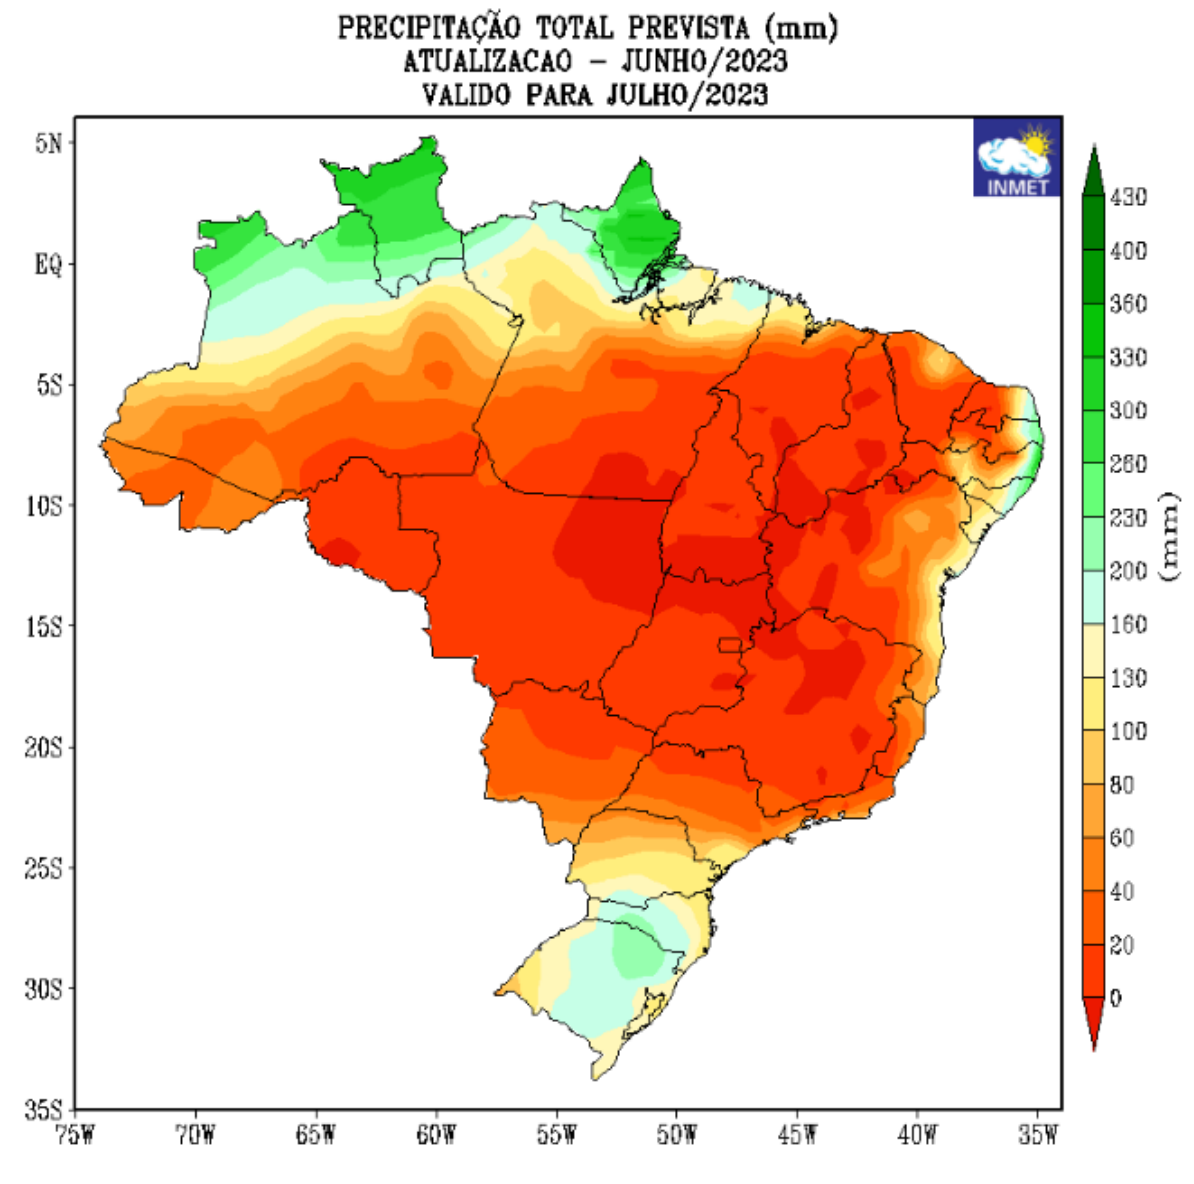 PRECIPITAÇÃO TOTAL PREVISTA (mm)
ATUALIZACAO - JUNHO/2023
VALIDO PARA JULHO/2023
INMET
5N
EQ
5S
10S
15S
20S
25S
30S
35S
75W
70W
65W
60W
55W
50W
45W
40W
35W
430
400
360
330
300
260
230
200
160
130
100
80
60
40
20
0
(mm)